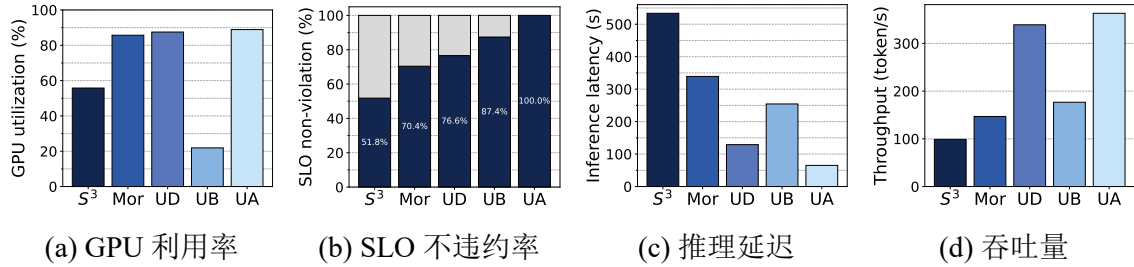 GPU utilization (%)
100
80
60
40
20
0
S³ Mor UD UB UA
(a) GPU 利用率
SLO non-violation (%)
100
80
60
40
20
0
51.8%
70.4%
76.6%
87.4%
100.0%
S³ Mor UD UB UA
(b) SLO 不违约率
Inference latency (s)
500
400
300
200
100
0
S³ Mor UD UB UA
(c) 推理延迟
Throughput (token/s)
300
200
100
0
S³ Mor UD UB UA
(d) 吞吐量